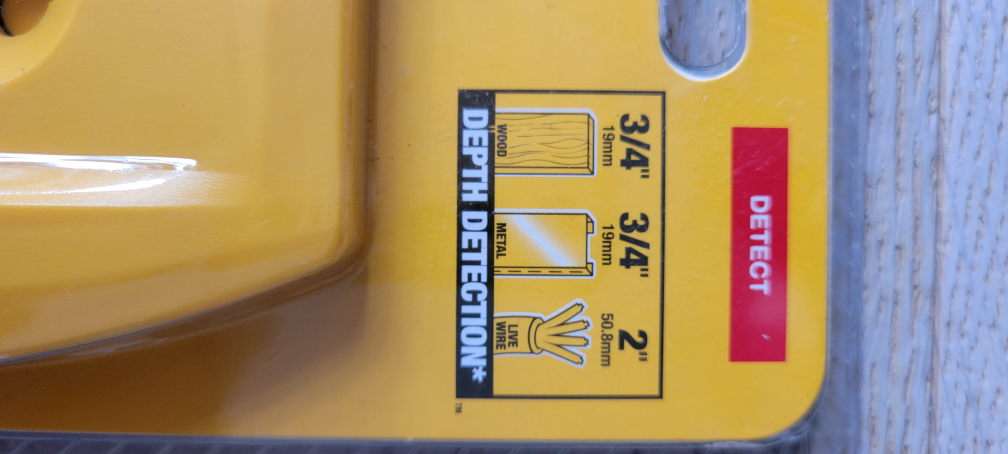 DETECT
3/4" 3/4" 2"
19mm 19mm 50.8mm
WOOD METAL LIVE
WIRE
DEPTH DETECTION*
TM